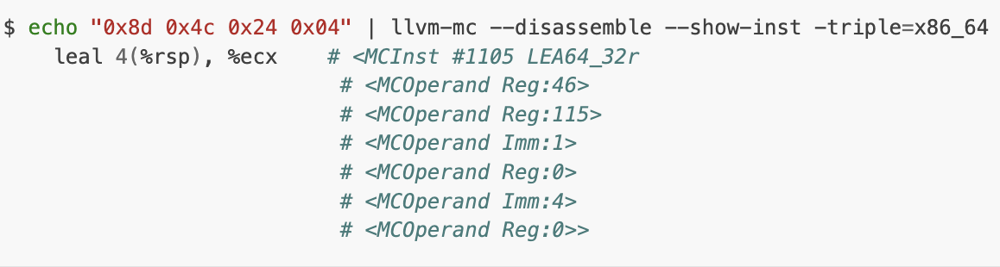 $ echo "0x8d 0x4c 0x24 0x04" | llvm-mc --disassemble --show-inst -triple=x86_64
    leal 4(%rsp), %ecx    # <MCInst #1105 LEA64_32r
                          # <MCOperand Reg:46>
                          # <MCOperand Reg:115>
                          # <MCOperand Imm:1>
                          # <MCOperand Reg:0>
                          # <MCOperand Imm:4>
                          # <MCOperand Reg:0>>